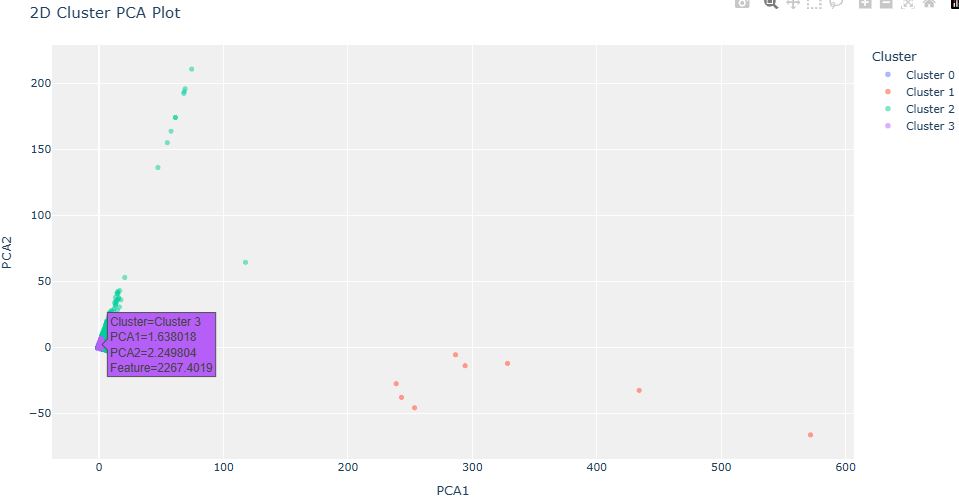 2D Cluster PCA Plot
Cluster
Cluster 0
Cluster 1
Cluster 2
Cluster 3
200
150
100
50
0
−50
PCA2
Cluster=Cluster 3
PCA1=1.638018
PCA2=2.249804
Feature=2267.4019
0
100
200
300
400
500
600
PCA1